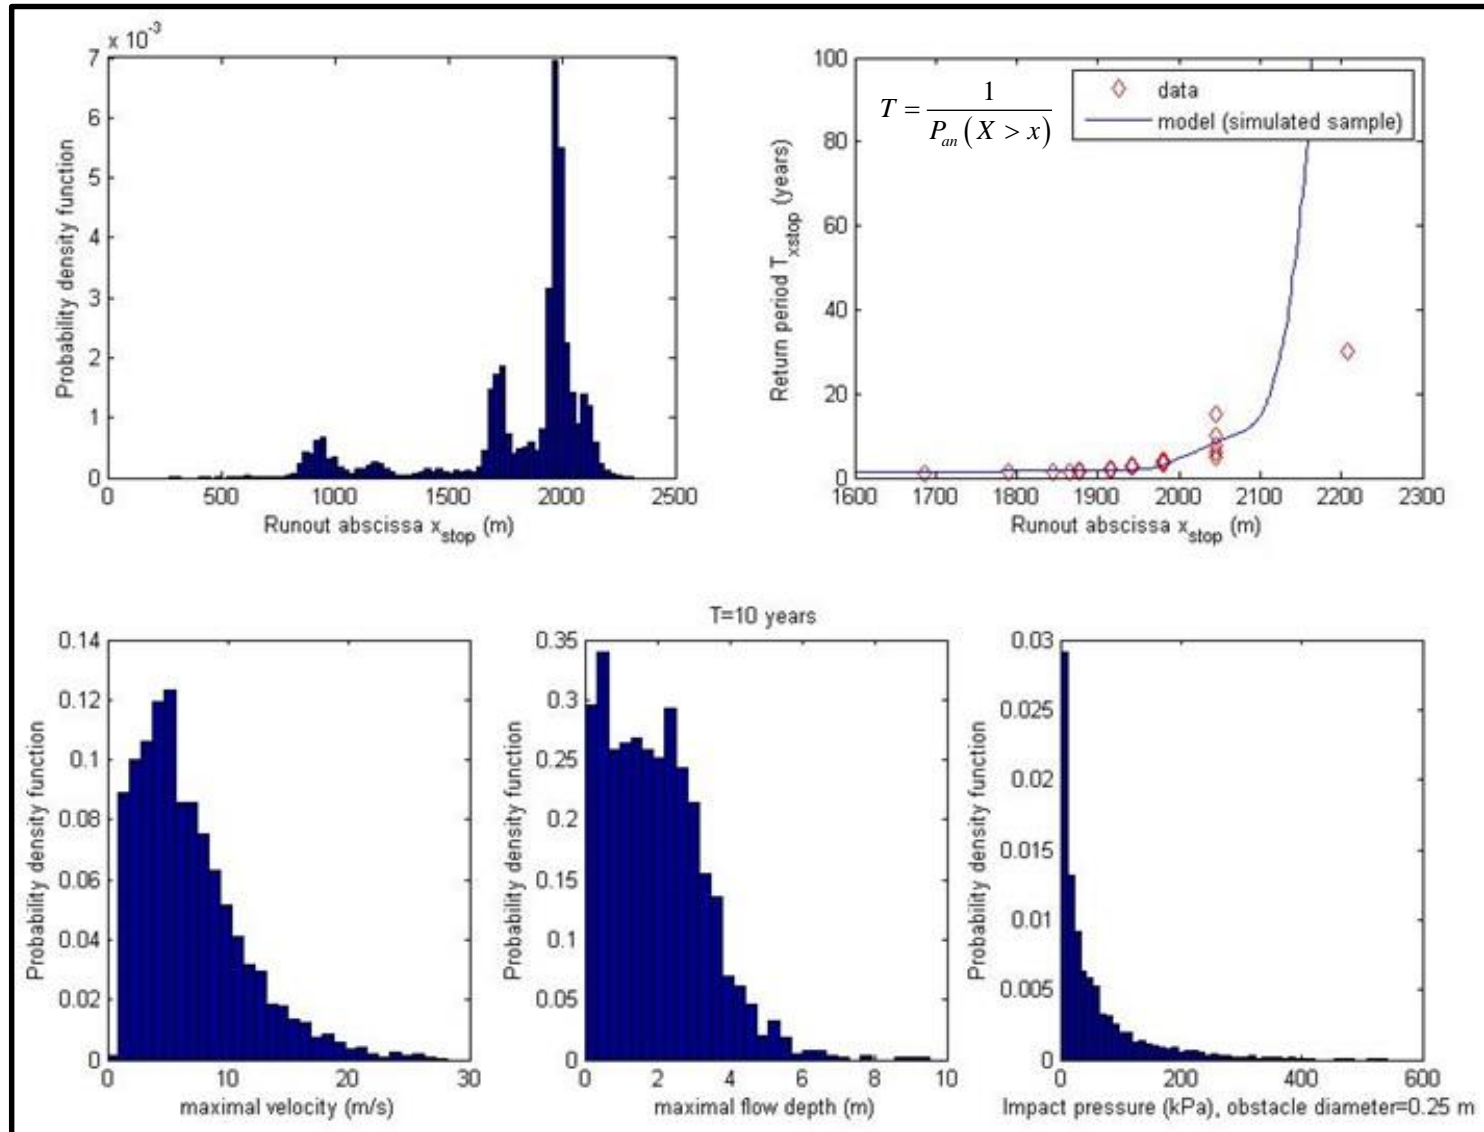 x 10^-3
7
6
5
4
3
2
1
0
0 500 1000 1500 2000 2500
Probability density function
Runout abscissa x_stop (m)
100
80
60
40
20
0
1600 1700 1800 1900 2000 2100 2200 2300
Return period T_xstop (years)
Runout abscissa x_stop (m)
T = 1 / P_an (X > x)
data
model (simulated sample)
0.14
0.12
0.1
0.08
0.06
0.04
0.02
0
0 10 20 30
Probability density function
maximal velocity (m/s)
T=10 years
0.35
0.3
0.25
0.2
0.15
0.1
0.05
0
0 2 4 6 8 10
Probability density function
maximal flow depth (m)
0.03
0.025
0.02
0.015
0.01
0.005
0
0 200 400 600
Probability density function
Impact pressure (kPa), obstacle diameter=0.25 m